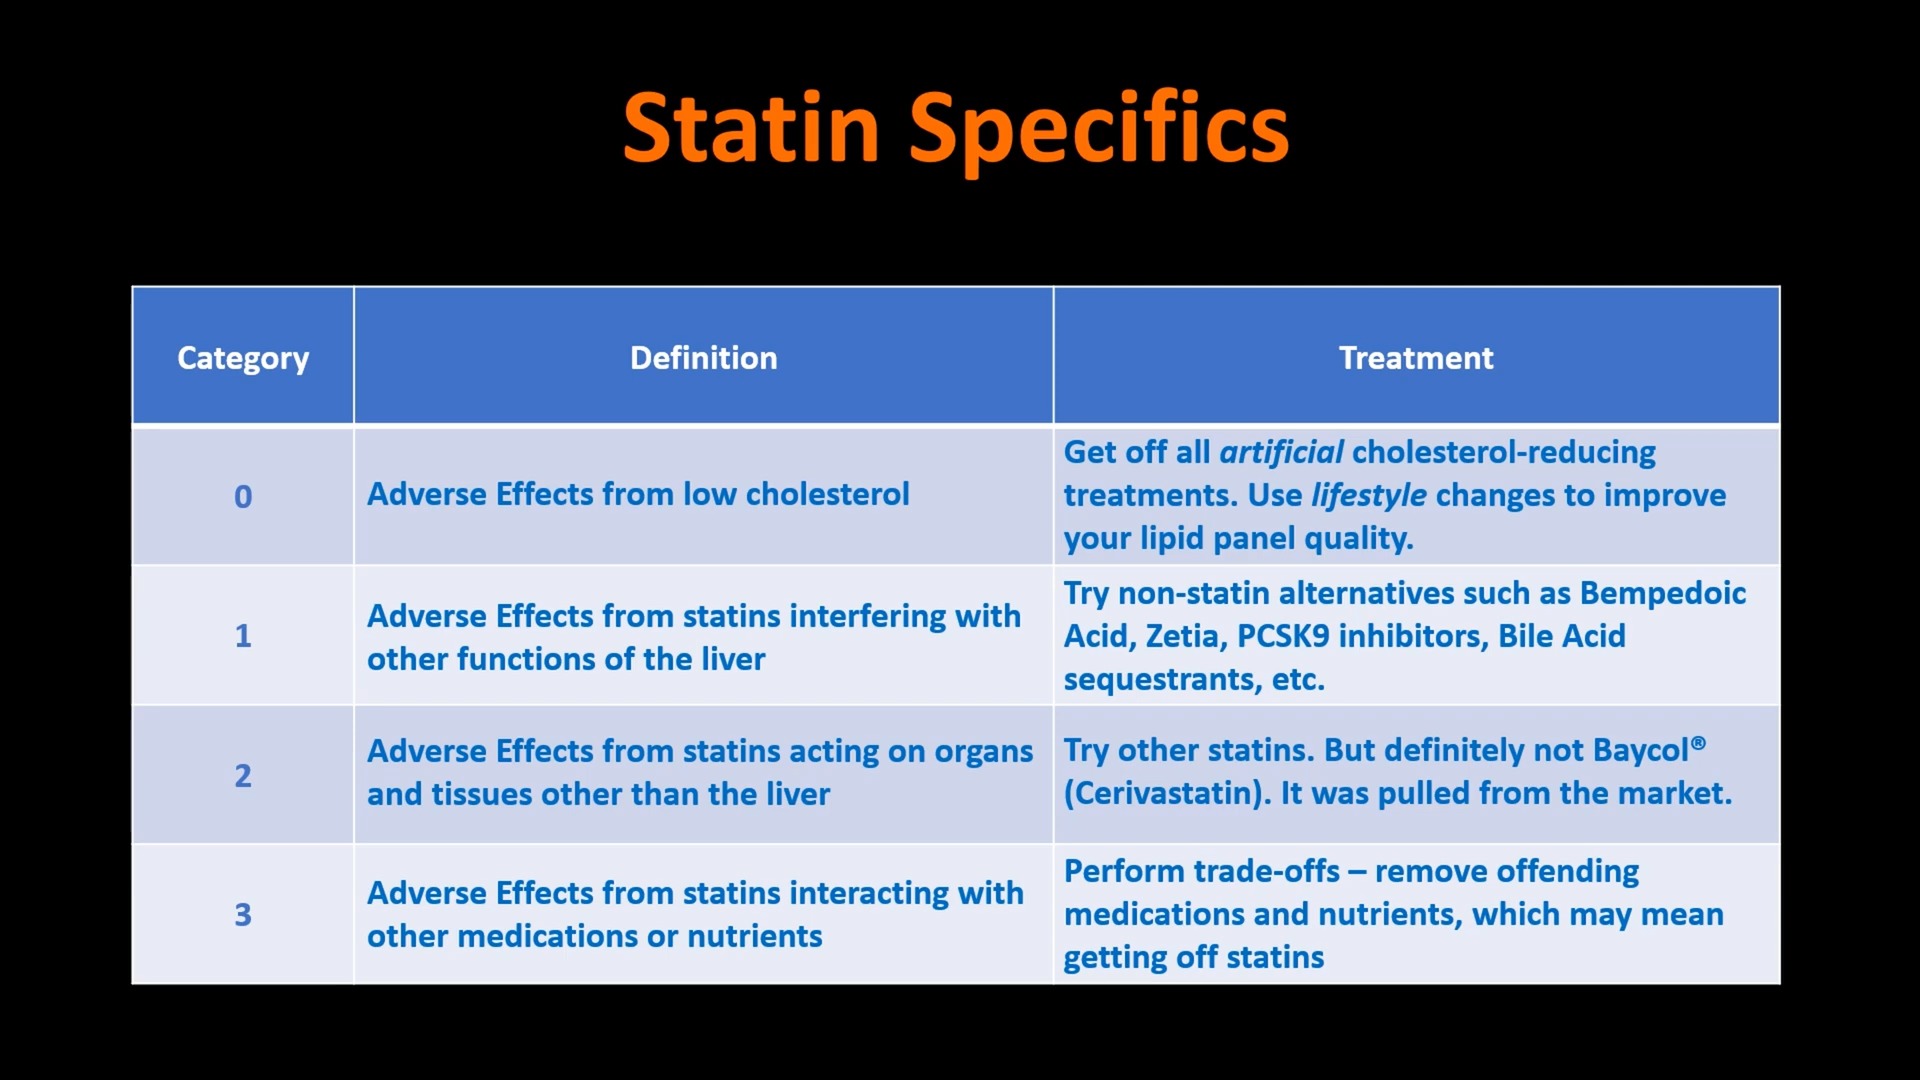 Statin Specifics
Category
Definition
Treatment
0
Adverse Effects from low cholesterol
Get off all artificial cholesterol-reducing
treatments. Use lifestyle changes to improve
your lipid panel quality.
1
Adverse Effects from statins interfering with
other functions of the liver
Try non-statin alternatives such as Bempedoic
Acid, Zetia, PCSK9 inhibitors, Bile Acid
sequestrants, etc.
2
Adverse Effects from statins acting on organs
and tissues other than the liver
Try other statins. But definitely not Baycol®
(Cerivastatin). It was pulled from the market.
3
Adverse Effects from statins interacting with
other medications or nutrients
Perform trade-offs – remove offending
medications and nutrients, which may mean
getting off statins